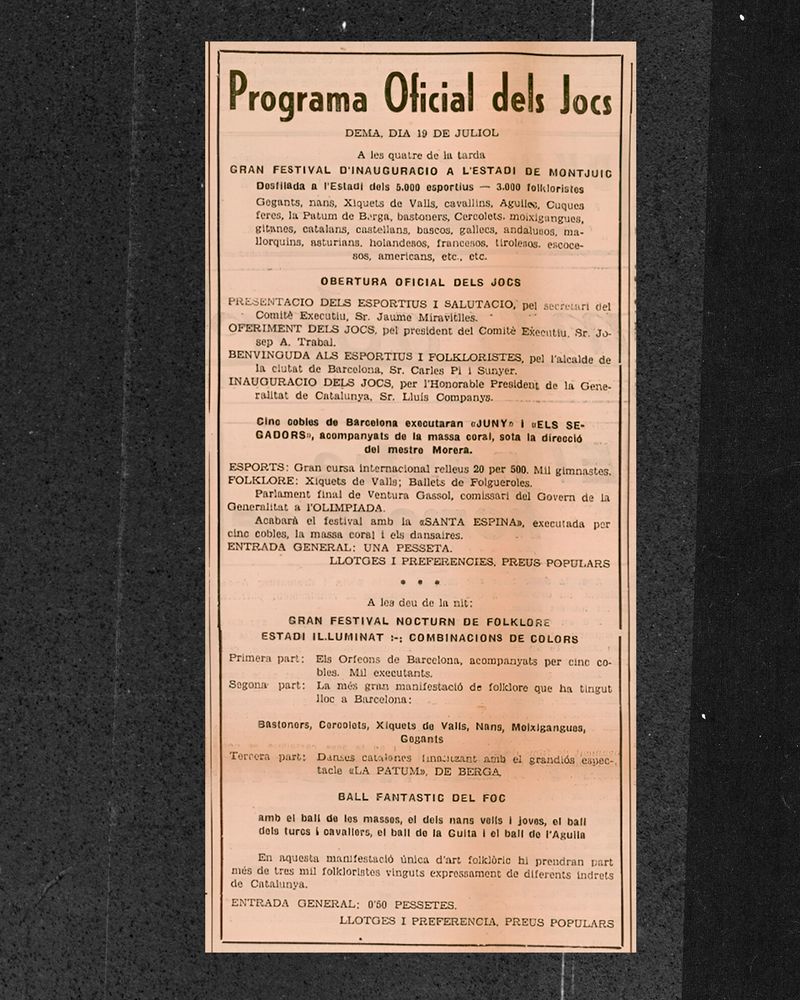 Programa Oficial dels Jocs
DEMA, DIA 19 DE JULIOL
A les quatre de la tarda
GRAN FESTIVAL D'INAUGURACIO A L'ESTADI DE MONTJUIC
Desfilada a l'Estadi dels 5.000 esportius — 3.000 folkloristes
Gegants, nans, Xiquets de Valls, cavallins, Aguiles, Cuques
feres, la Patum de Berga, bastoners, Cercolets, moixigangues,
gitanes, catalans, castellans, bascos, gallecs, andalusos, ma-
llorquins, asturians, holandesos, francesos, tirolesos, escoce-
sos, americans, etc., etc.
OBERTURA OFICIAL DELS JOCS
PRESENTACIO DELS ESPORTIUS I SALUTACIO, pel secretari del
Comitè Executiu, Sr. Jaume Miravitlles.
OFERIMENT DELS JOCS, pel president del Comitè Executiu, Sr. Jo-
sep A. Trabal.
BENVINGUDA ALS ESPORTIUS I FOLKLORISTES, pel l'alcalde de
la ciutat de Barcelona, Sr. Carles Pi i Sunyer.
INAUGURACIO DELS JOCS, per l'Honorable President de la Gene-
ralitat de Catalunya, Sr. Lluís Companys.
Cinc cobles de Barcelona executaran «JUNY» i «ELS SE-
GADORS», acompanyats de la massa coral, sota la direcció
del mestre Morera.
ESPORTS: Gran cursa internacional relleus 20 per 500. Mil gimnastes.
FOLKLORE: Xiquets de Valls; Ballets de Folgueroles.
Parlament final de Ventura Gassol, comissari del Govern de la
Generalitat a l'OLIMPIADA.
Acabarà el festival amb la «SANTA ESPINA», executada per
cinc cobles, la massa coral i els dansaires.
ENTRADA GENERAL: UNA PESSETA.
LLOTGES I PREFERENCIES, PREUS POPULARS
* * *
A les deu de la nit:
GRAN FESTIVAL NOCTURN DE FOLKLORE
ESTADI IL.LUMINAT :-: COMBINACIONS DE COLORS
Primera part: Els Orfeons de Barcelona, acompanyats per cinc co-
bles. Mil executants.
Segona part: La més gran manifestació de folklore que ha tingut
lloc a Barcelona:
Bastoners, Cercolets, Xiquets de Valls, Nans, Moixigangues,
Gegants
Tercera part: Danses catalanes finalitzant amb el grandiós espec-
tacle «LA PATUM», DE BERGA.
BALL FANTASTIC DEL FOC
amb el ball de les masses, el dels nans vells i joves, el ball
dels turcs i cavallers, el ball de la Guita i el ball de l'Aguila
En aquesta manifestació única d'art folklòric hi prendran part
més de tres mil folkloristes vinguts expressament de diferents indrets
de Catalunya.
ENTRADA GENERAL: 0'50 PESSETES.
LLOTGES I PREFERENCIA, PREUS POPULARS